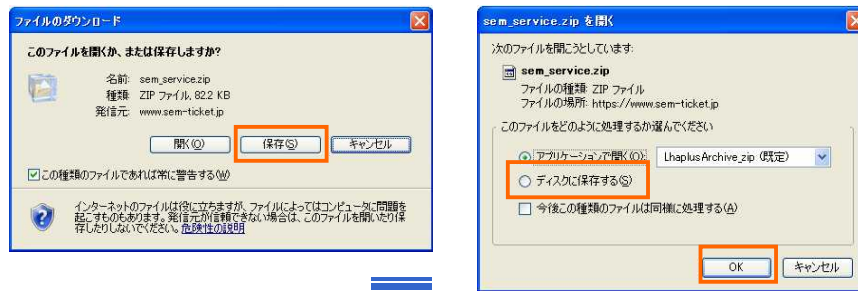 ファイルのダウンロード
このファイルを開くか、または保存しますか?
名前: sem_service.zip
種類: ZIP ファイル, 82.2 KB
発信元: www.sem-ticket.jp
開く(O)
保存(S)
キャンセル
この種類のファイルであれば常に警告する(W)
インターネットのファイルは役に立ちますが、ファイルによってはコンピュータに問題を
起こすものもあります。発信元が信頼できない場合は、このファイルを開いたり保
存したりしないでください。危険性の説明
sem_service.zip を開く
次のファイルを開こうとしています:
sem_service.zip
ファイルの種類: ZIP ファイル
ファイルの場所: https://www.sem-ticket.jp
このファイルをどのように処理するか選んでください
アプリケーションで開く(O):
LhaplusArchive_zip (既定)
ディスクに保存する(S)
今後この種類のファイルは同様に処理する(A)
OK
キャンセル